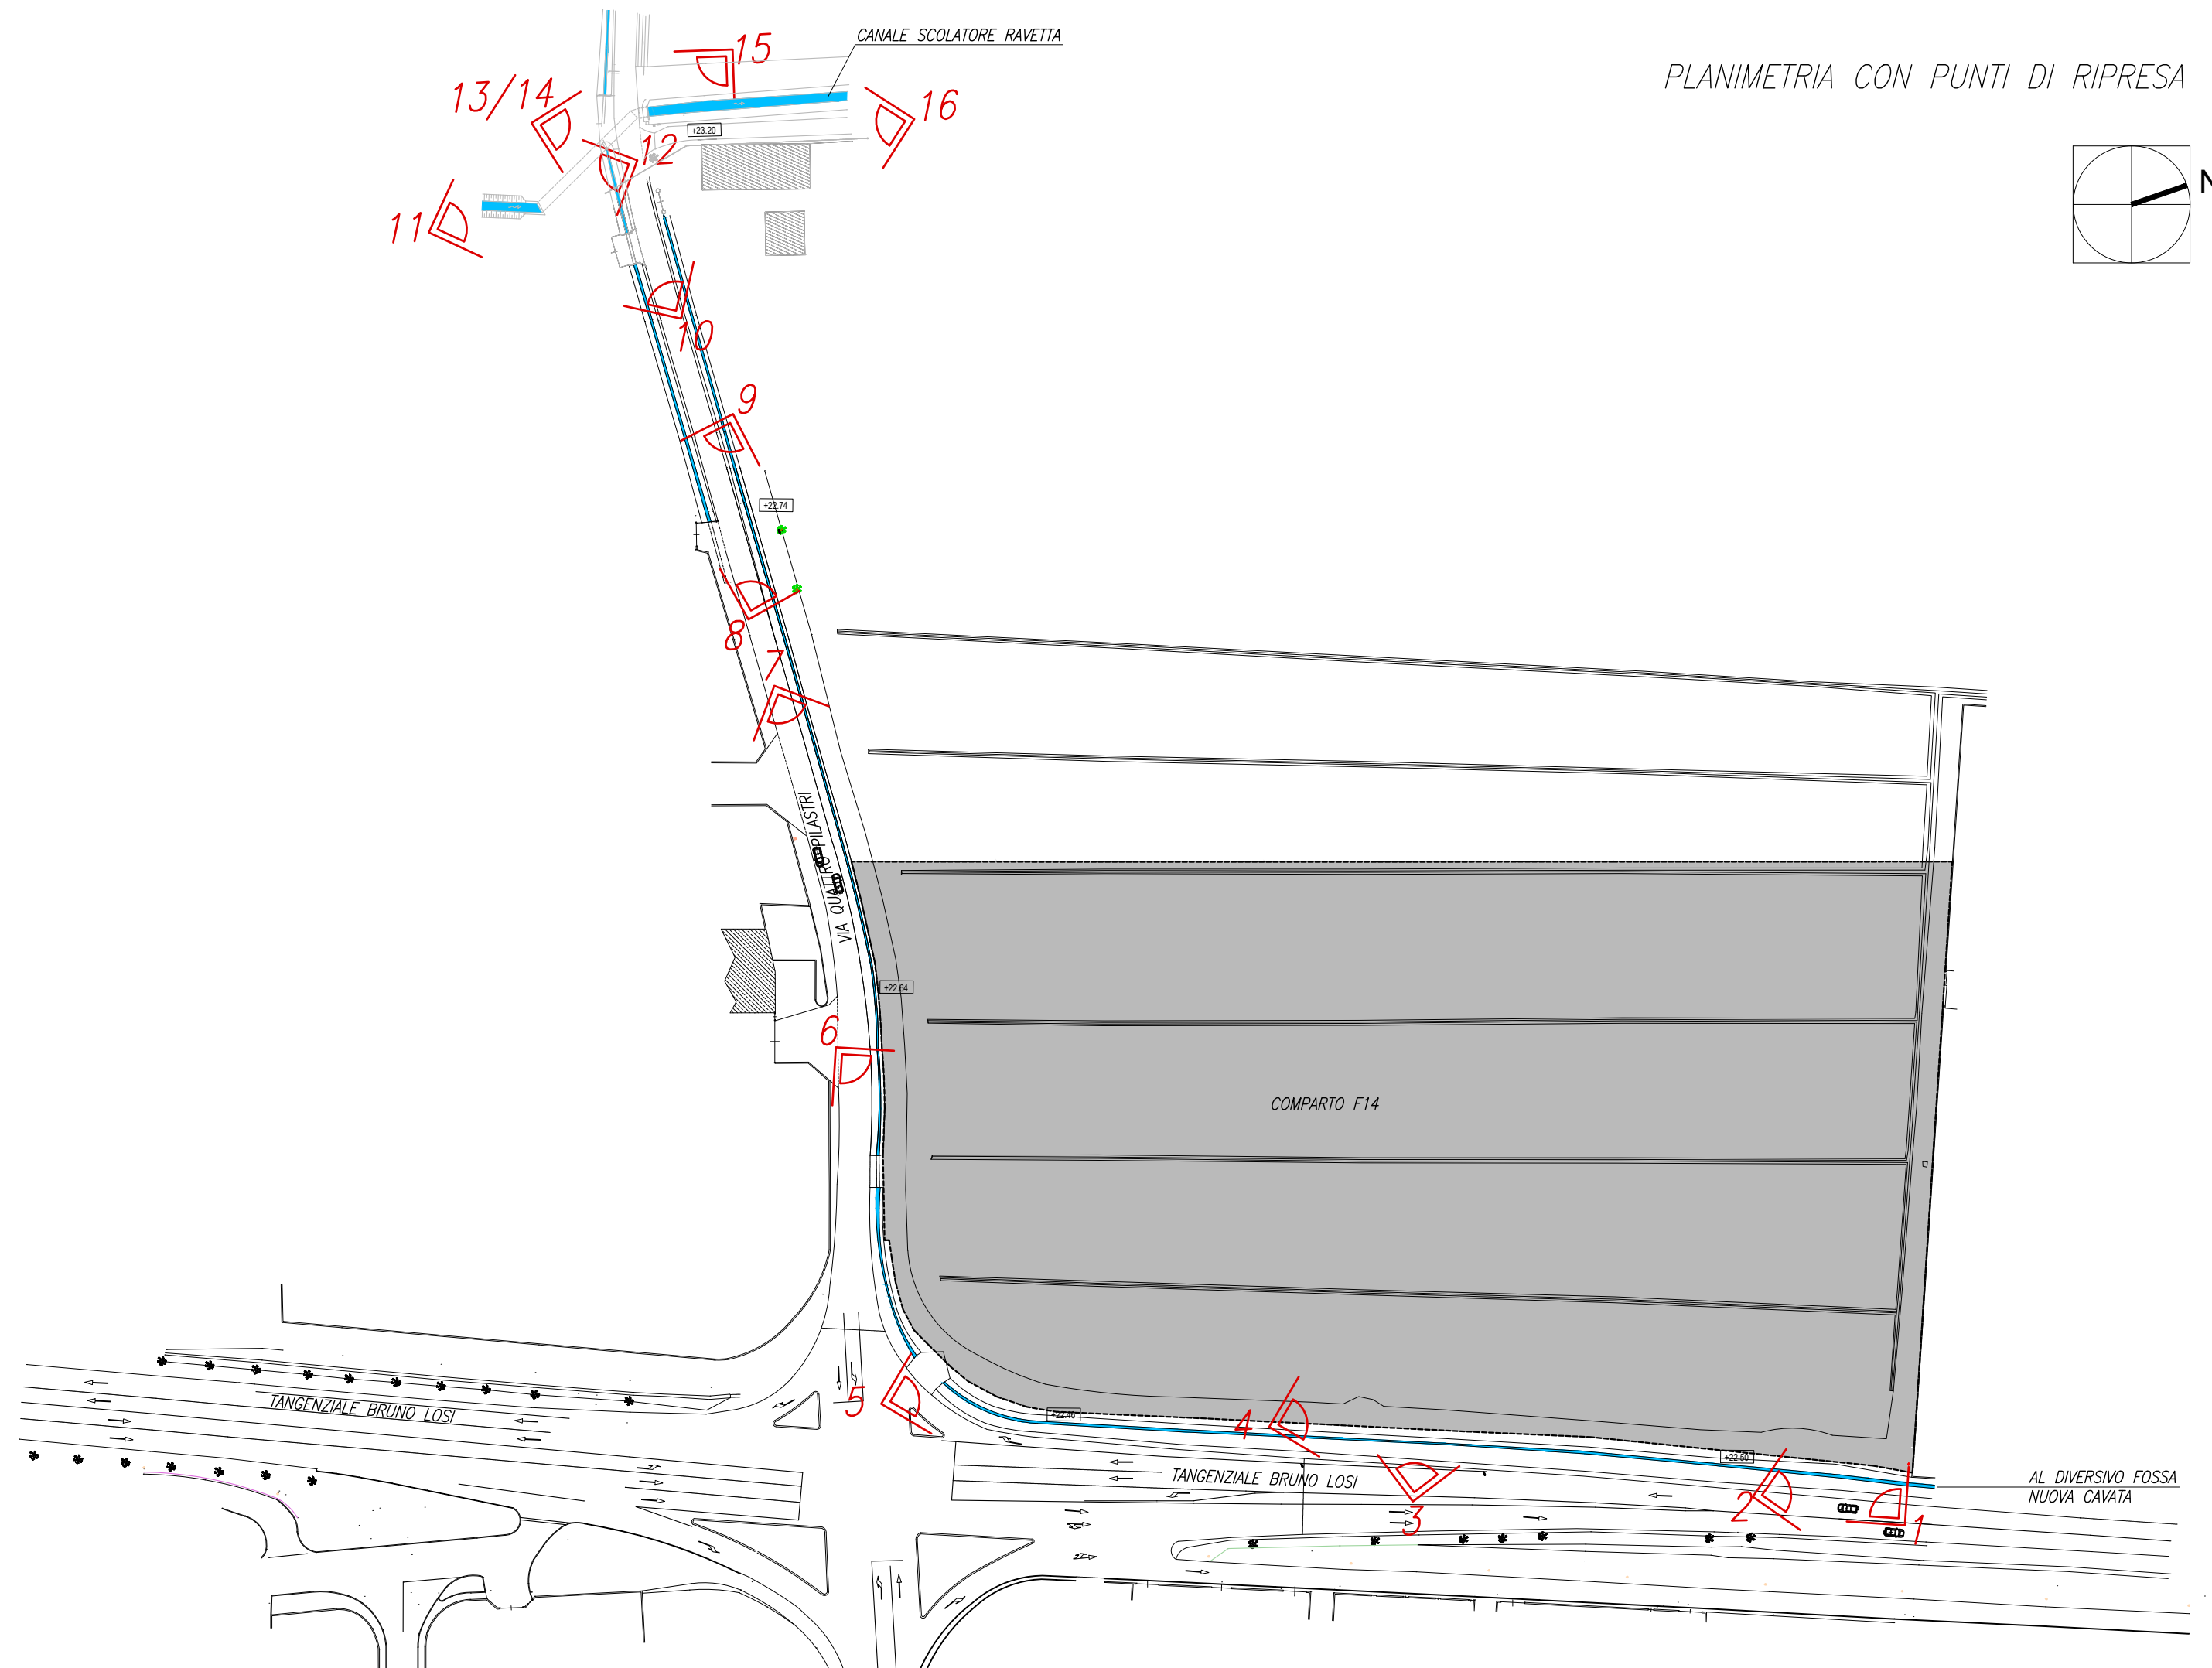 PLANIMETRIA CON PUNTI DI RIPRESA
N
CANALE SCOLATORE RAVETTA
15
13/14
16
12
+23.20
11
10
9
+22.74
8
7
VIA QUATTRO PILASTRI
+22.64
6
COMPARTO F14
5
4
+22.46
3
+22.50
2
1
TANGENZIALE BRUNO LOSI
TANGENZIALE BRUNO LOSI
AL DIVERSIVO FOSSA
NUOVA CAVATA